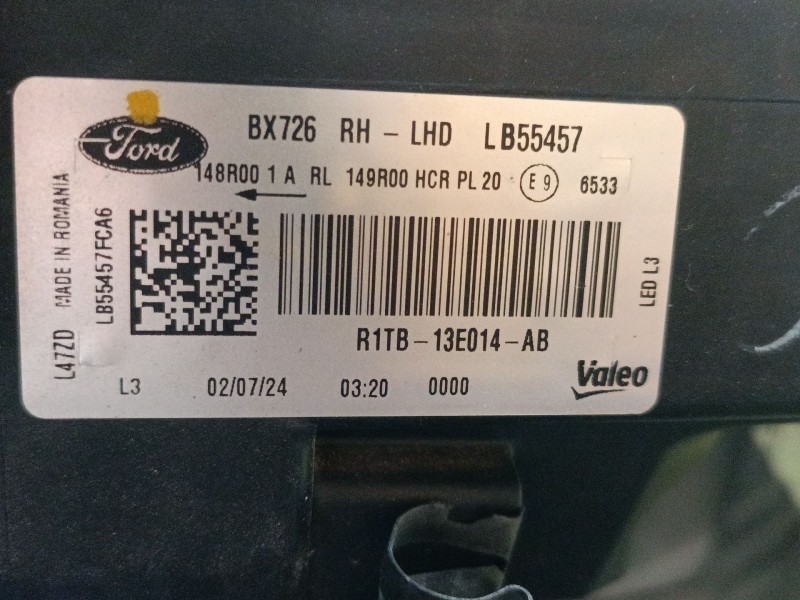 Ford
BX726 RH - LHD LB55457
148R00 1 A RL 149R00 HCR PL 20 E 9 6533
L47ZD MADE IN ROMANIA
LB55457FCA6
LED L3
R1TB-13E014-AB
L3 02/07/24 03:20 0000
Valeo